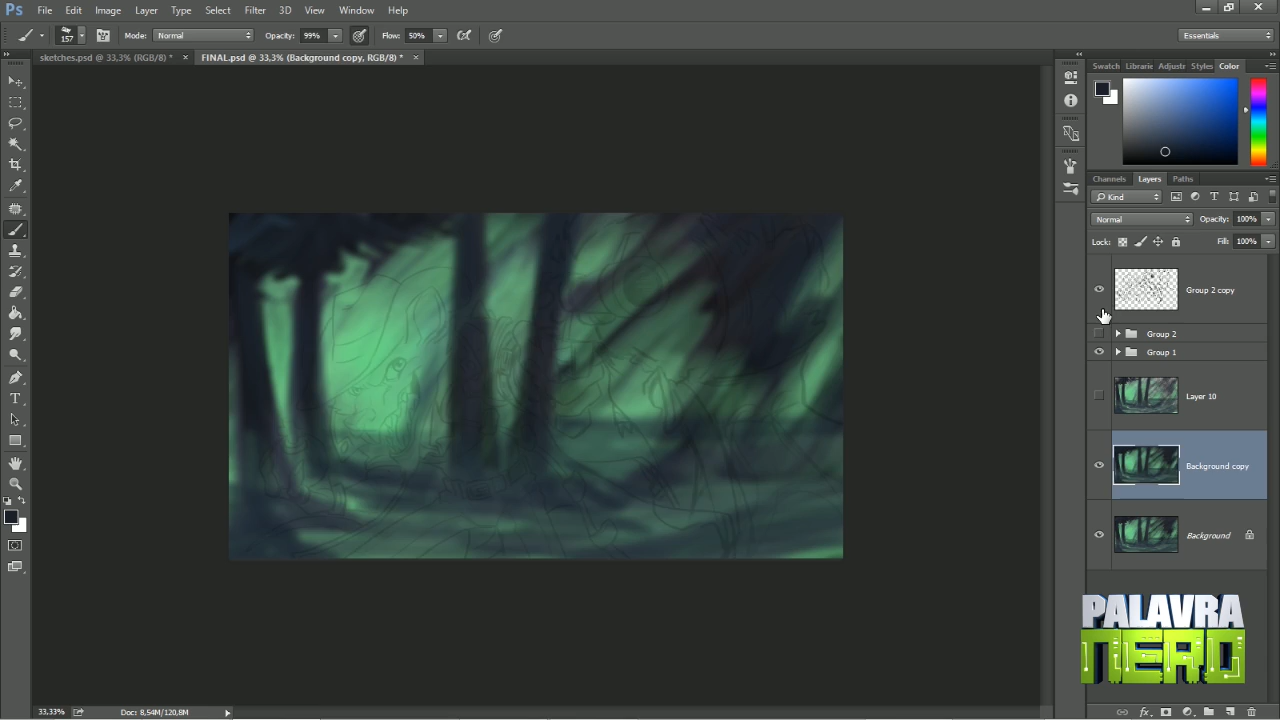 Ps File Edit Image Layer Type Select Filter 3D View Window Help
157 Mode: Normal Opacity: 99% Flow: 50% Essentials
sketches.psd @ 33,3% (RGB/8) * × FINAL.psd @ 33,3% (Background copy, RGB/8) * ×
Swatch Librarie Adjustr Styles Color
Channels Layers Paths
Kind
Normal Opacity: 100%
Lock: Fill: 100%
Group 2 copy
Group 2
Group 1
Layer 10
Background copy
Background
PALAVRA
NERD
33,33% Doc: 8,54M/120,8M
fx